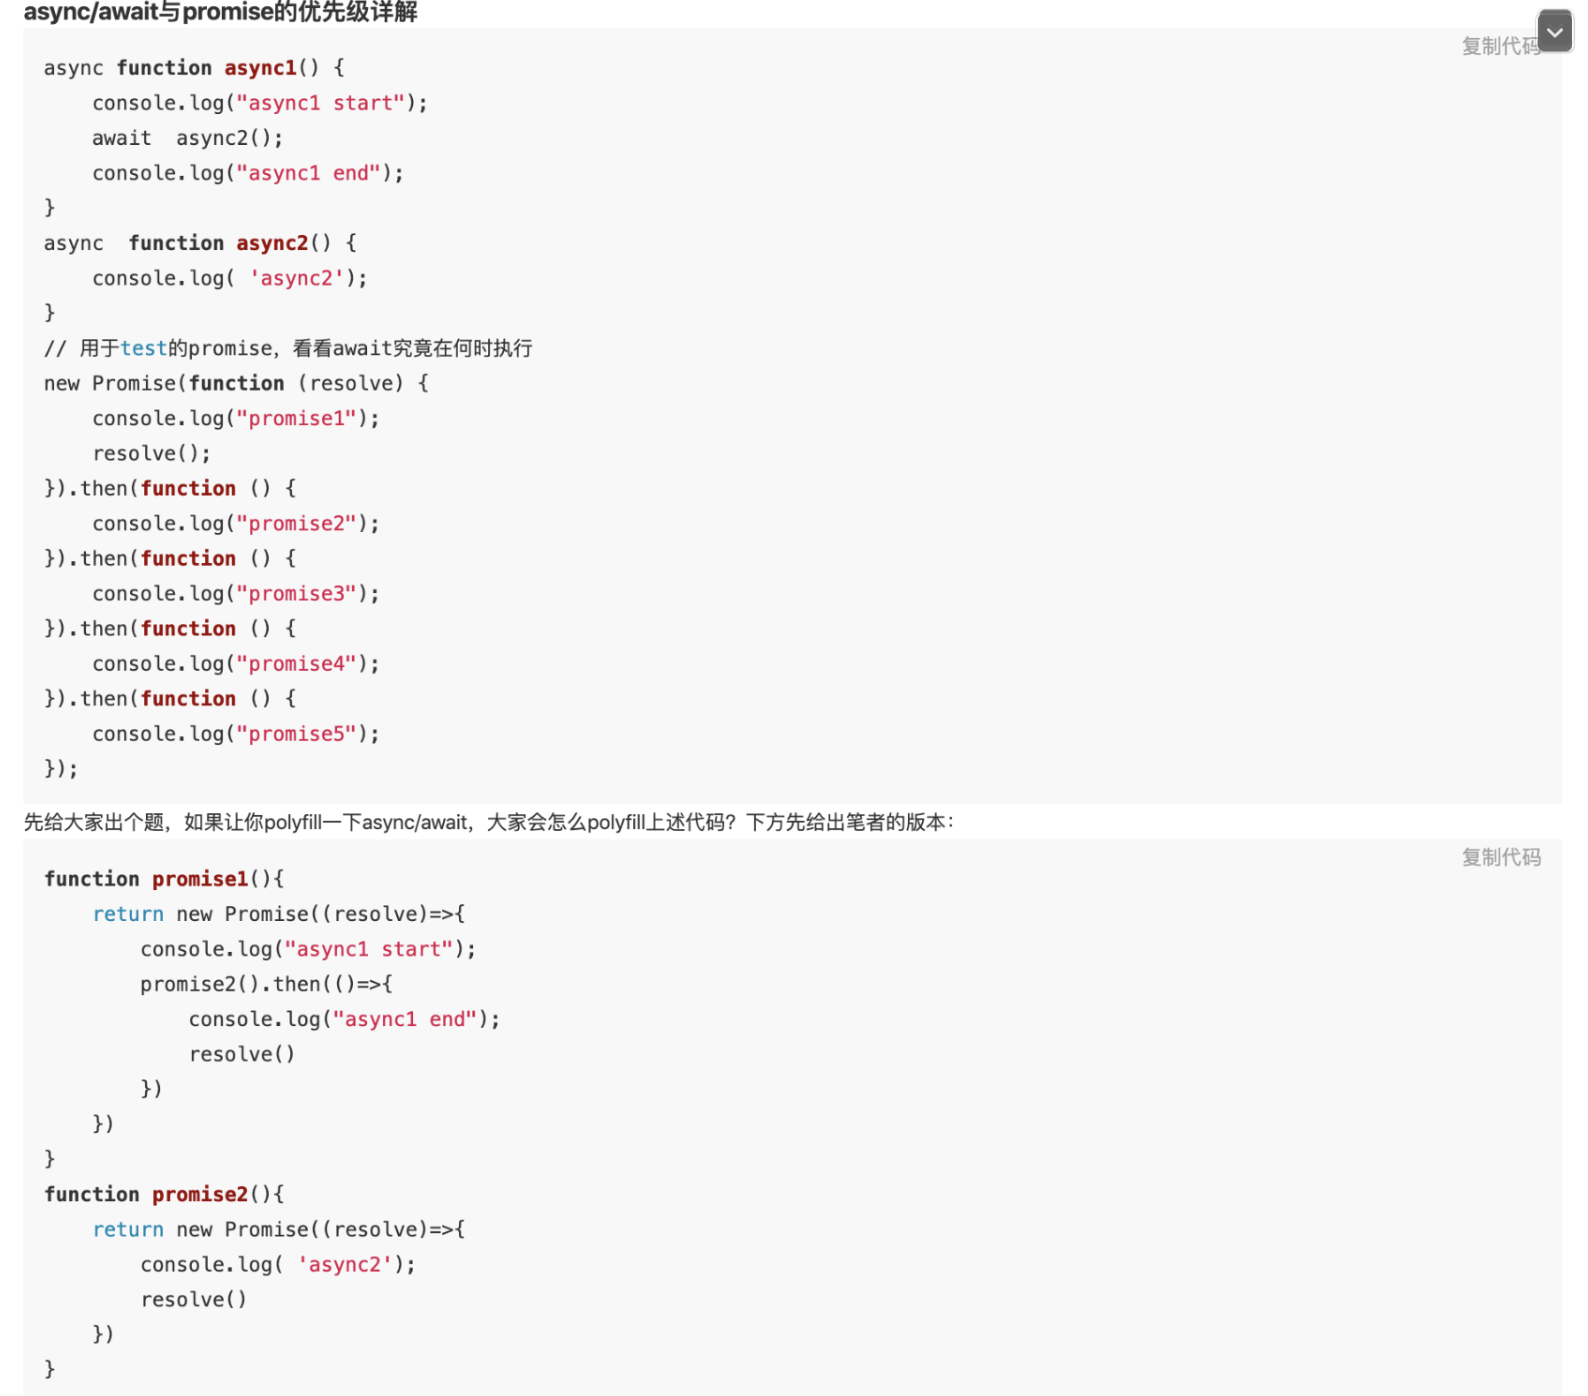 async/await与promise的优先级详解
复制代码
async function async1() {
    console.log("async1 start");
    await  async2();
    console.log("async1 end");
}
async  function async2() {
    console.log( 'async2');
}
// 用于test的promise，看看await究竟在何时执行
new Promise(function (resolve) {
    console.log("promise1");
    resolve();
}).then(function () {
    console.log("promise2");
}).then(function () {
    console.log("promise3");
}).then(function () {
    console.log("promise4");
}).then(function () {
    console.log("promise5");
});
先给大家出个题，如果让你polyfill一下async/await，大家会怎么polyfill上述代码？下方先给出笔者的版本：
复制代码
function promise1(){
    return new Promise((resolve)=>{
        console.log("async1 start");
        promise2().then(()=>{
            console.log("async1 end");
            resolve()
        })
    })
}
function promise2(){
    return new Promise((resolve)=>{
        console.log( 'async2');
        resolve()
    })
}